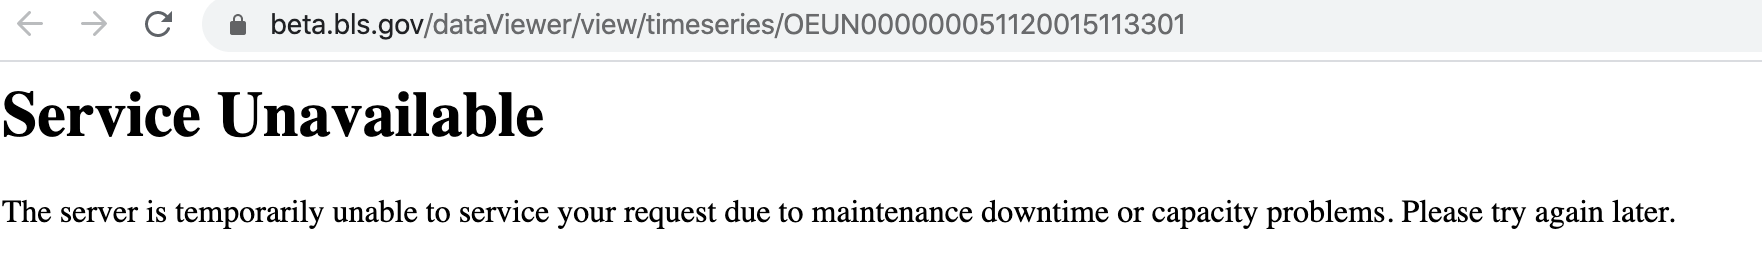 beta.bls.gov/dataViewer/view/timeseries/OEUN000000051120015113301
Service Unavailable
The server is temporarily unable to service your request due to maintenance downtime or capacity problems. Please try again later.